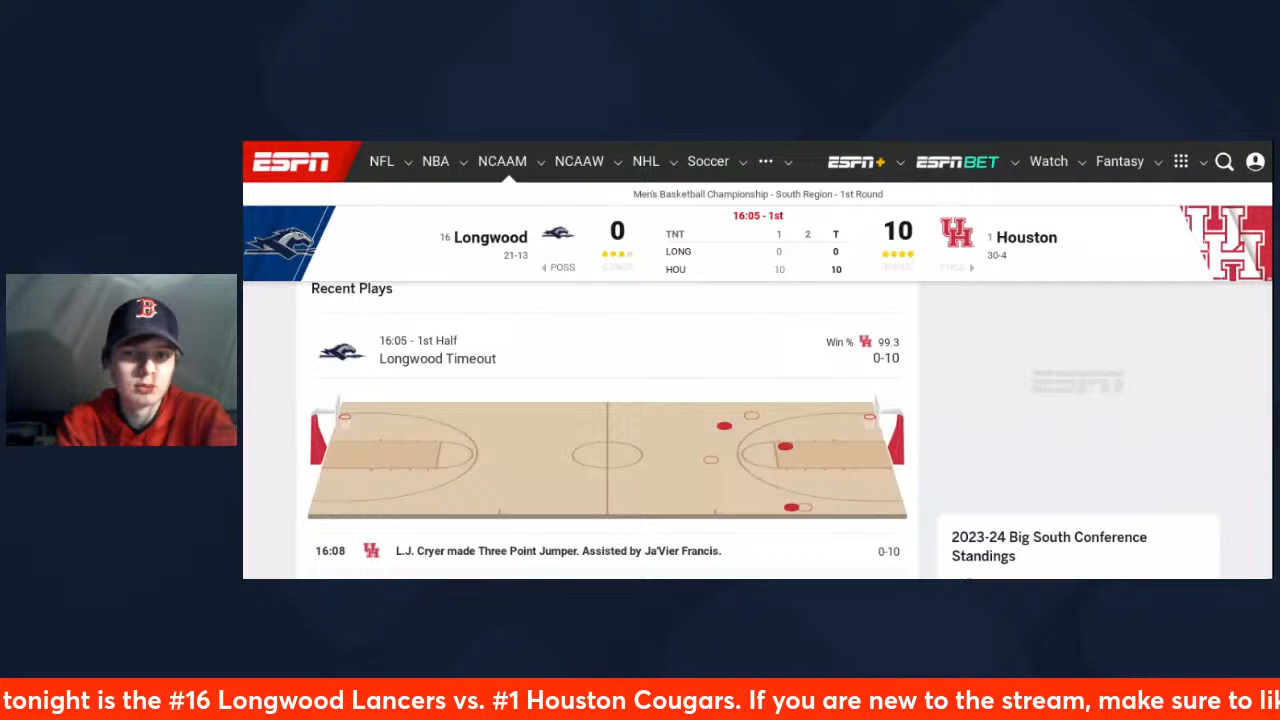 ESPN NFL NBA NCAAM NCAAW NHL Soccer ••• ESPN+ ESPN BET Watch Fantasy
Men's Basketball Championship - South Region - 1st Round
16 Longwood 0 10 1 Houston
21-13 30-4
16:05 - 1st
TNT 1 2 T
LONG 0 0
HOU 10 10
POSS BONUS
Recent Plays
16:05 - 1st Half
Longwood Timeout
Win % 99.3
0-10
ESPN
16:08 L.J. Cryer made Three Point Jumper. Assisted by Ja'Vier Francis. 0-10
2023-24 Big South Conference
Standings
B
tonight is the #16 Longwood Lancers vs. #1 Houston Cougars. If you are new to the stream, make sure to